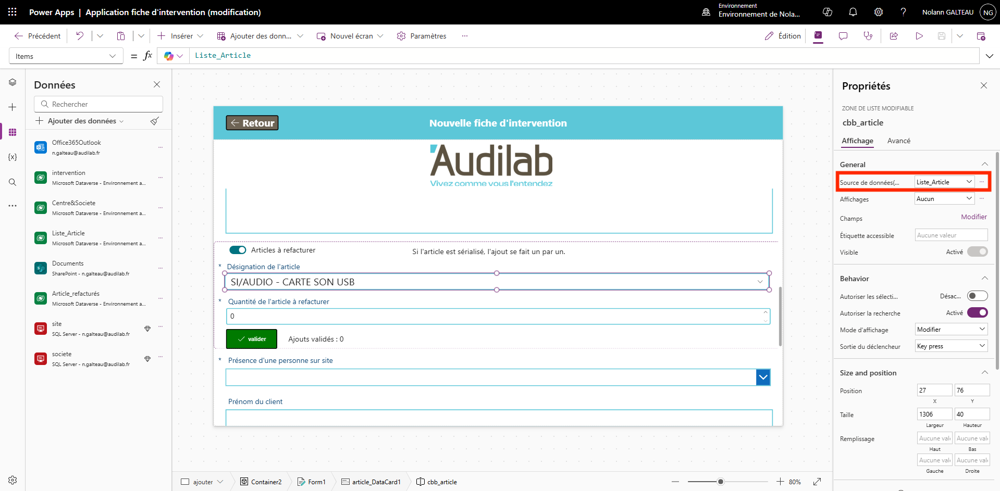 Power Apps | Application fiche d'intervention (modification)
Environnement
Environnement de Nola...
Nolann GALTEAU
NG
Précédent
Insérer
Ajouter des donn...
Nouvel écran
Paramètres
Édition
Items
= fx
Liste_Article
Données
Rechercher
Ajouter des données
Office365Outlook
n.galteau@audilab.fr
intervention
Microsoft Dataverse - Environnement a...
Centre&Societe
Microsoft Dataverse - Environnement a...
Liste_Article
Microsoft Dataverse - Environnement a...
Documents
SharePoint - n.galteau@audilab.fr
Article_refacturés
Microsoft Dataverse - Environnement a...
site
SQL Server - n.galteau@audilab.fr
societe
SQL Server - n.galteau@audilab.fr
Retour
Nouvelle fiche d'intervention
Audilab
Vivez comme vous l'entendez
Articles à refacturer
Si l'article est sérialisé, l'ajout se fait un par un.
* Désignation de l'article
SI/AUDIO - CARTE SON USB
* Quantité de l'article à refacturer
0
valider
Ajouts validés : 0
* Présence d'une personne sur site
Prénom du client
ajouter
Container2
Form1
article_DataCard1
cbb_article
80%
Propriétés
ZONE DE LISTE MODIFIABLE
cbb_article
Affichage
Avancé
General
Source de données(...
Liste_Article
Affichages
Aucun
Champs
Modifier
Étiquette accessible
Aucune valeur
Visible
Activé
Behavior
Autoriser les sélecti...
Désac...
Autoriser la recherche
Activé
Mode d'affichage
Modifier
Sortie du déclencheur
Key press
Size and position
Position
27
76
X
Y
Taille
1306
40
Largeur
Hauteur
Remplissage
Aucune val
Aucune val
Haut
Bas
Aucune val
Aucune val
Gauche
Droite